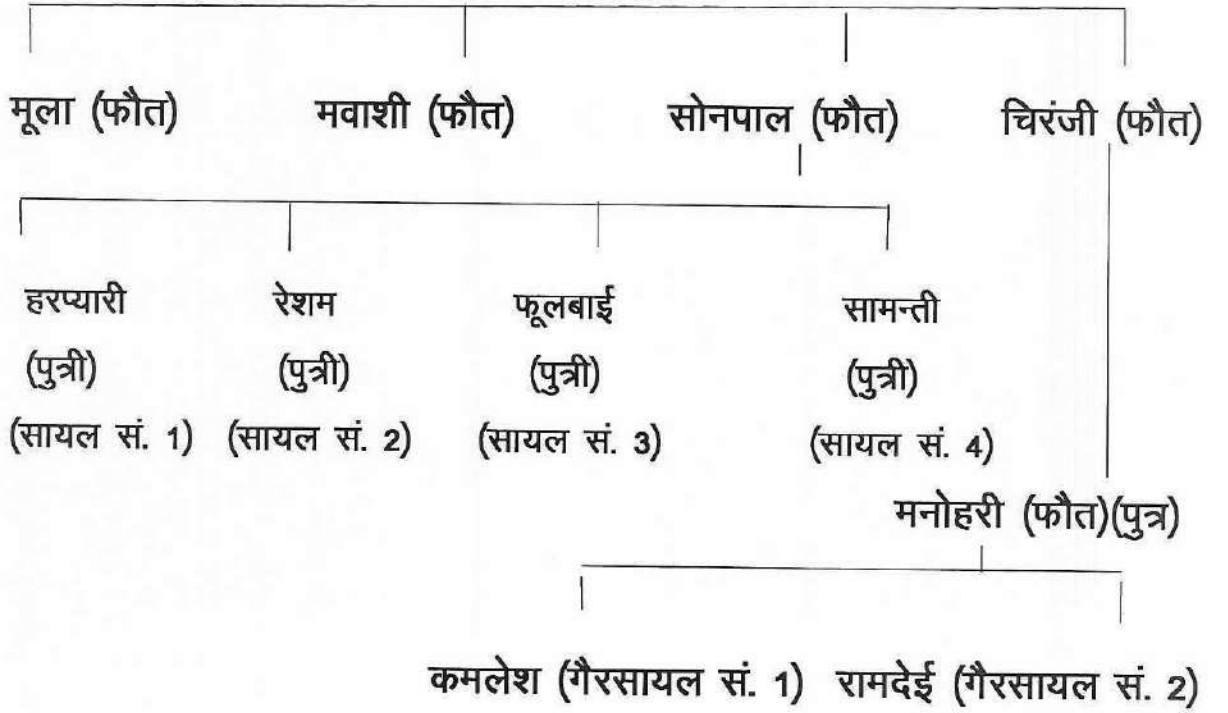 मूला (फौत) मवाशी (फौत) सोनपाल (फौत) चिरंजी (फौत)
हरप्यारी रेशम फूलबाई सामन्ती
(पुत्री) (पुत्री) (पुत्री) (पुत्री)
(सायल सं. 1) (सायल सं. 2) (सायल सं. 3) (सायल सं. 4)
मनोहरी (फौत)(पुत्र)
कमलेश (गैरसायल सं. 1) रामदेई (गैरसायल सं. 2)